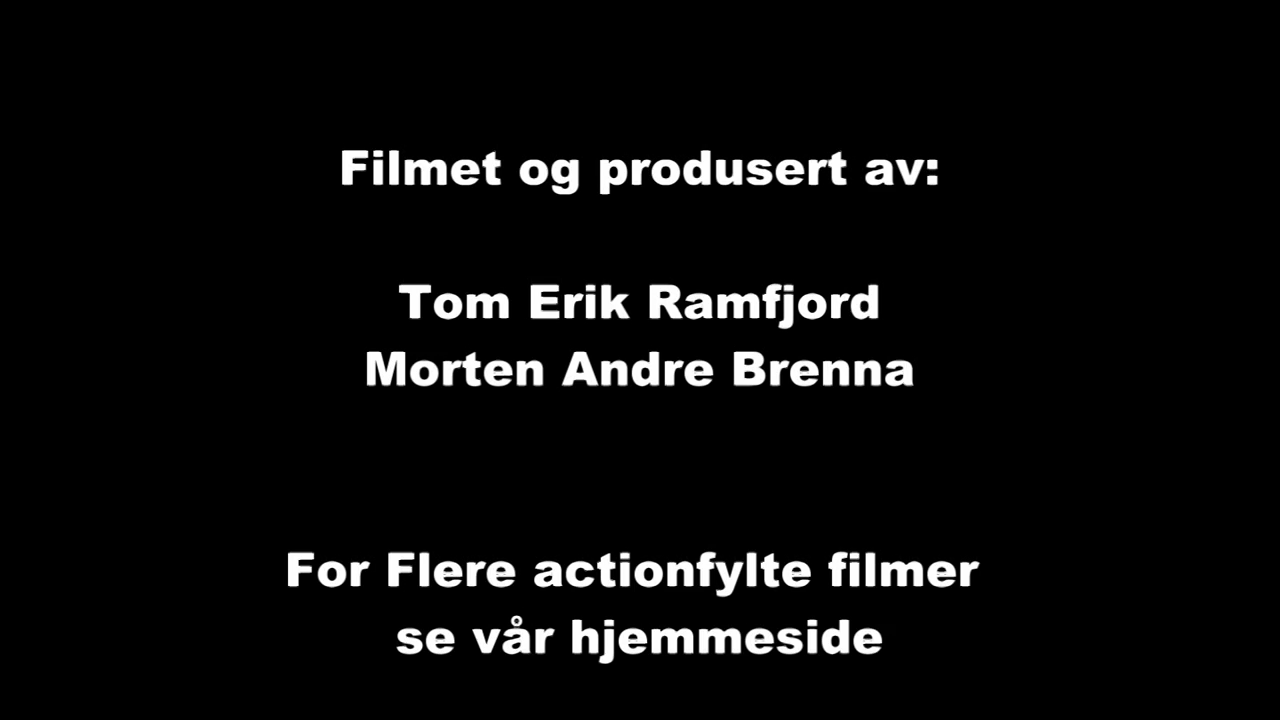 Filmet og produsert av:
Tom Erik Ramfjord
Morten Andre Brenna
For Flere actionfylte filmer
se vår hjemmeside